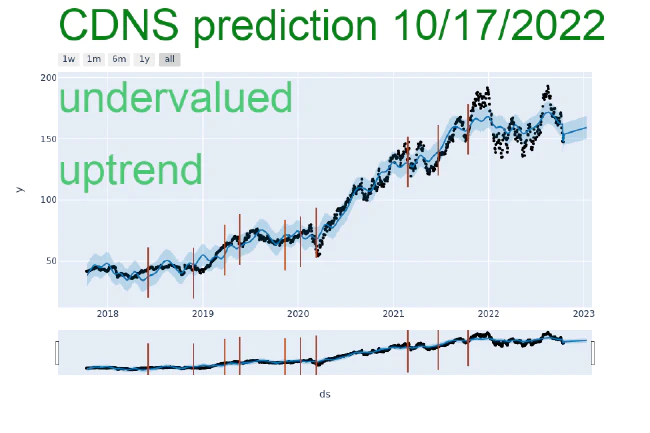 CDNS prediction 10/17/2022
1w 1m 6m 1y all
200
undervalued
150
uptrend
y
100
50
2018 2019 2020 2021 2022 2023
ds